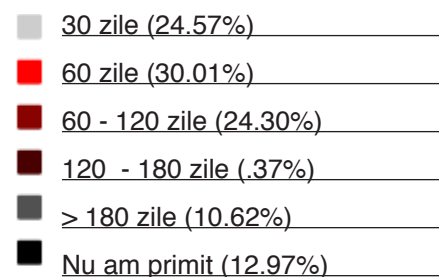 30 zile (24.57%)
60 zile (30.01%)
60 - 120 zile (24.30%)
120  - 180 zile (.37%)
> 180 zile (10.62%)
Nu am primit (12.97%)